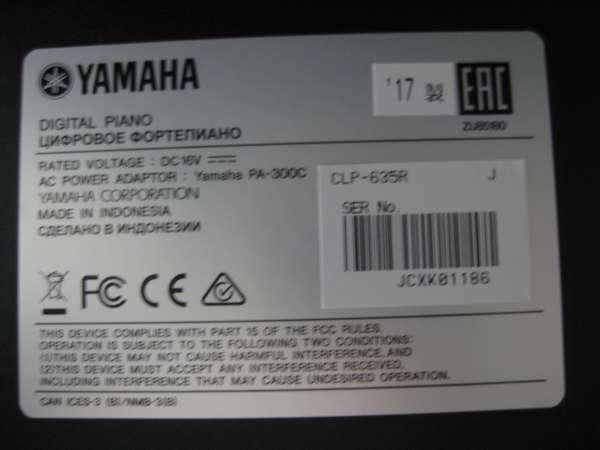 YAMAHA
'17 製
EAC
ZU85180
DIGITAL PIANO
ЦИФРОВОЕ ФОРТЕПИАНО
RATED VOLTAGE : DC16V
AC POWER ADAPTOR : Yamaha PA-300C
YAMAHA CORPORATION
MADE IN INDONESIA
СДЕЛАНО В ИНДОНЕЗИИ
CLP-635R J
SER No.
JCXK01186
FC CE
THIS DEVICE COMPLIES WITH PART 15 OF THE FCC RULES.
OPERATION IS SUBJECT TO THE FOLLOWING TWO CONDITIONS:
(1)THIS DEVICE MAY NOT CAUSE HARMFUL INTERFERENCE, AND
(2)THIS DEVICE MUST ACCEPT ANY INTERFERENCE RECEIVED,
INCLUDING INTERFERENCE THAT MAY CAUSE UNDESIRED OPERATION.
CAN ICES-3 (B)/NMB-3(B)